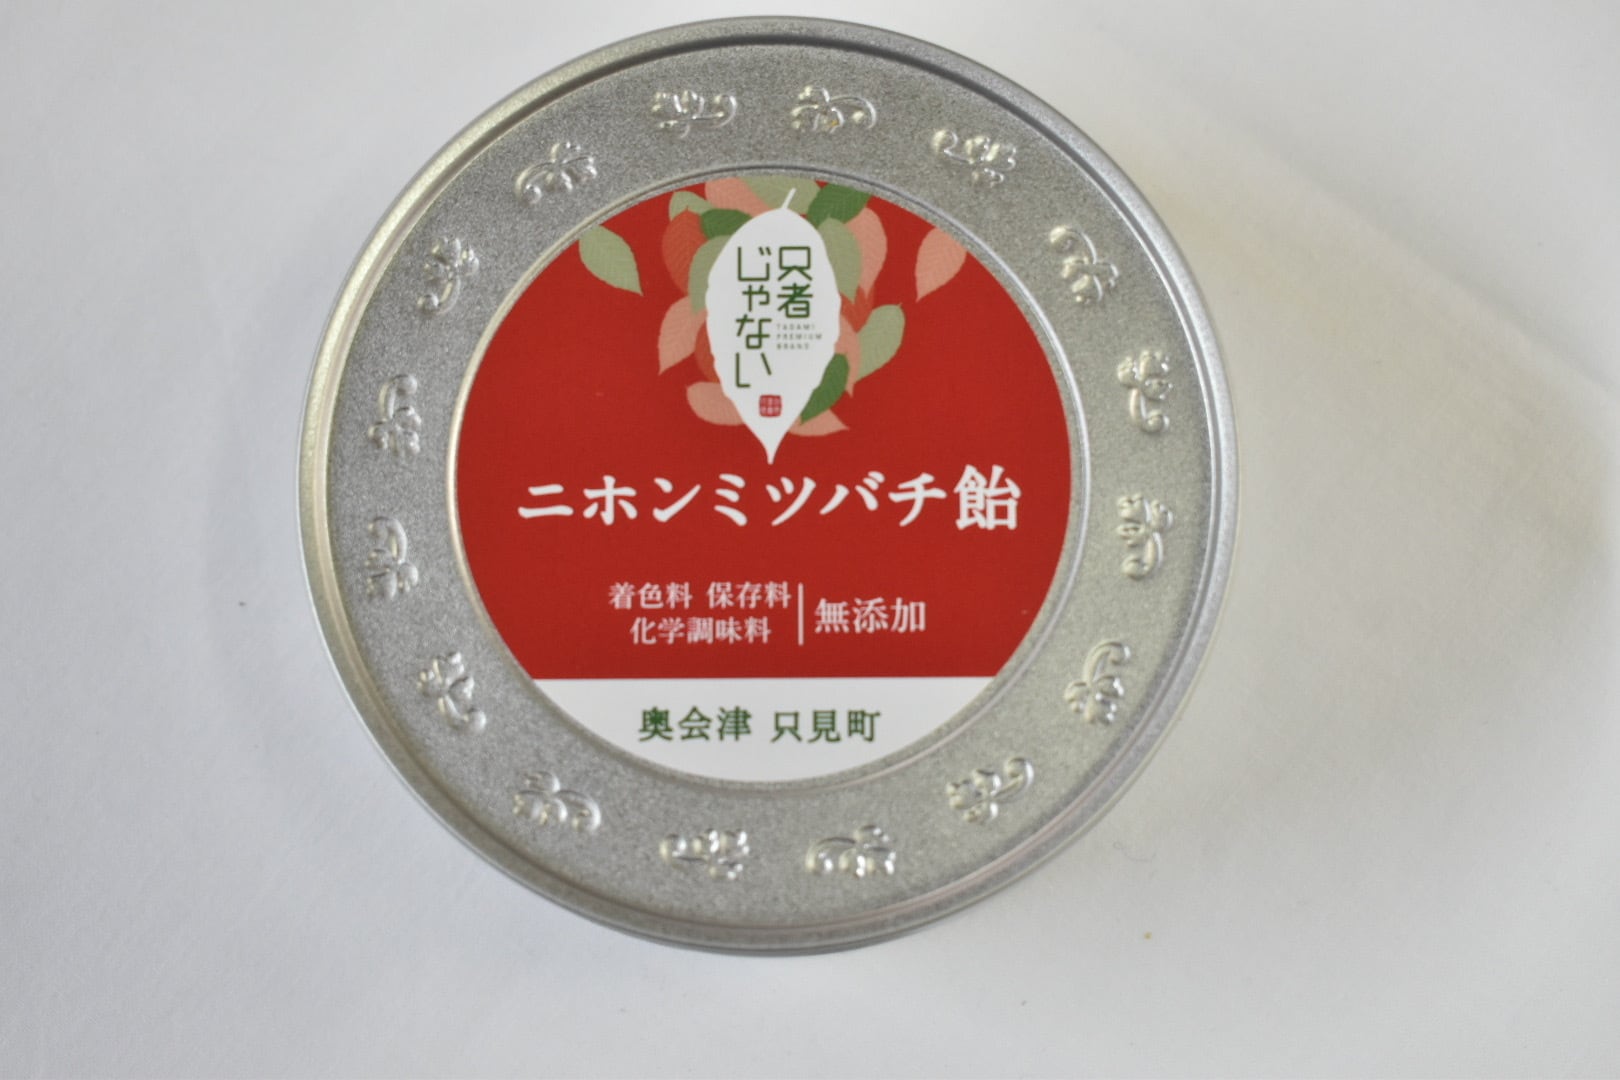 只者
じゃない
TADAMI
PREMIUM
BRAND
ニホンミツバチ飴
着色料 保存料
化学調味料
無添加
奥会津 只見町